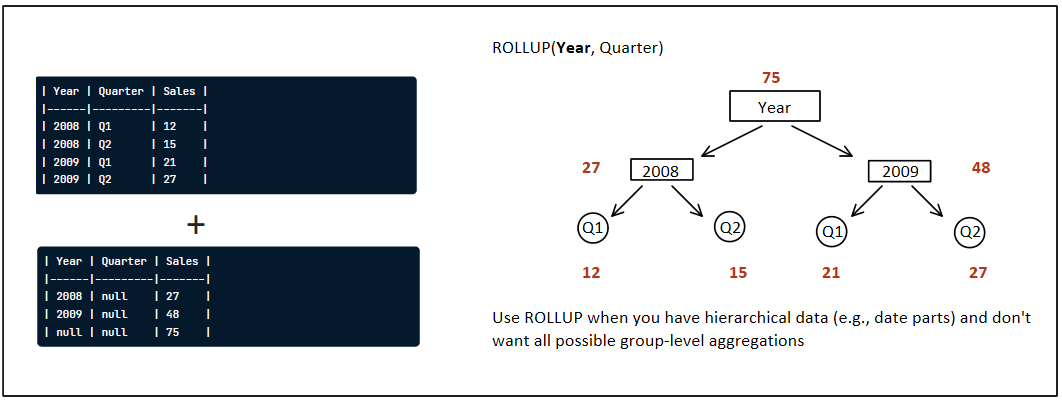 | Year | Quarter | Sales |
|------|---------|-------|
| 2008 | Q1      | 12    |
| 2008 | Q2      | 15    |
| 2009 | Q1      | 21    |
| 2009 | Q2      | 27    |
+
| Year | Quarter | Sales |
|------|---------|-------|
| 2008 | null    | 27    |
| 2009 | null    | 48    |
| null | null    | 75    |
ROLLUP(Year, Quarter)
75
Year
27 2008 2009 48
Q1 Q2 Q1 Q2
12 15 21 27
Use ROLLUP when you have hierarchical data (e.g., date parts) and don't
want all possible group-level aggregations